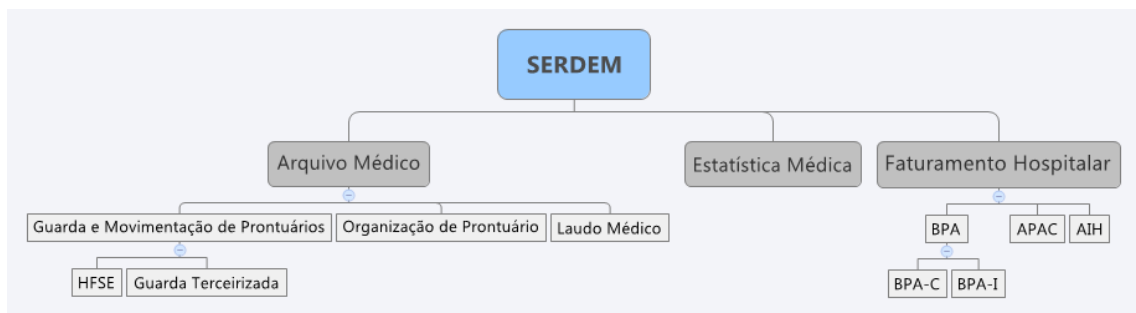 SERDEM
Arquivo Médico
Estatística Médica
Faturamento Hospitalar
Guarda e Movimentação de Prontuários
Organização de Prontuário
Laudo Médico
BPA
APAC
AIH
HFSE
Guarda Terceirizada
BPA-C
BPA-I